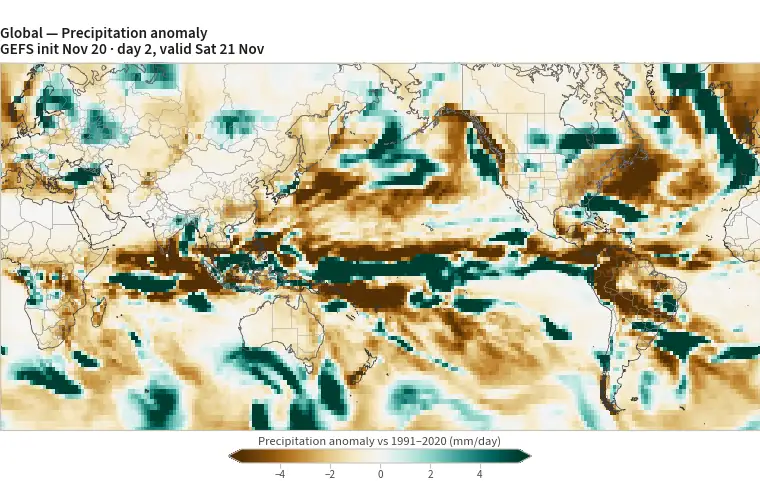 Global — Precipitation anomaly
GEFS init Nov 20 · day 2, valid Sat 21 Nov
Precipitation anomaly vs 1991–2020 (mm/day)
−4 −2 0 2 4